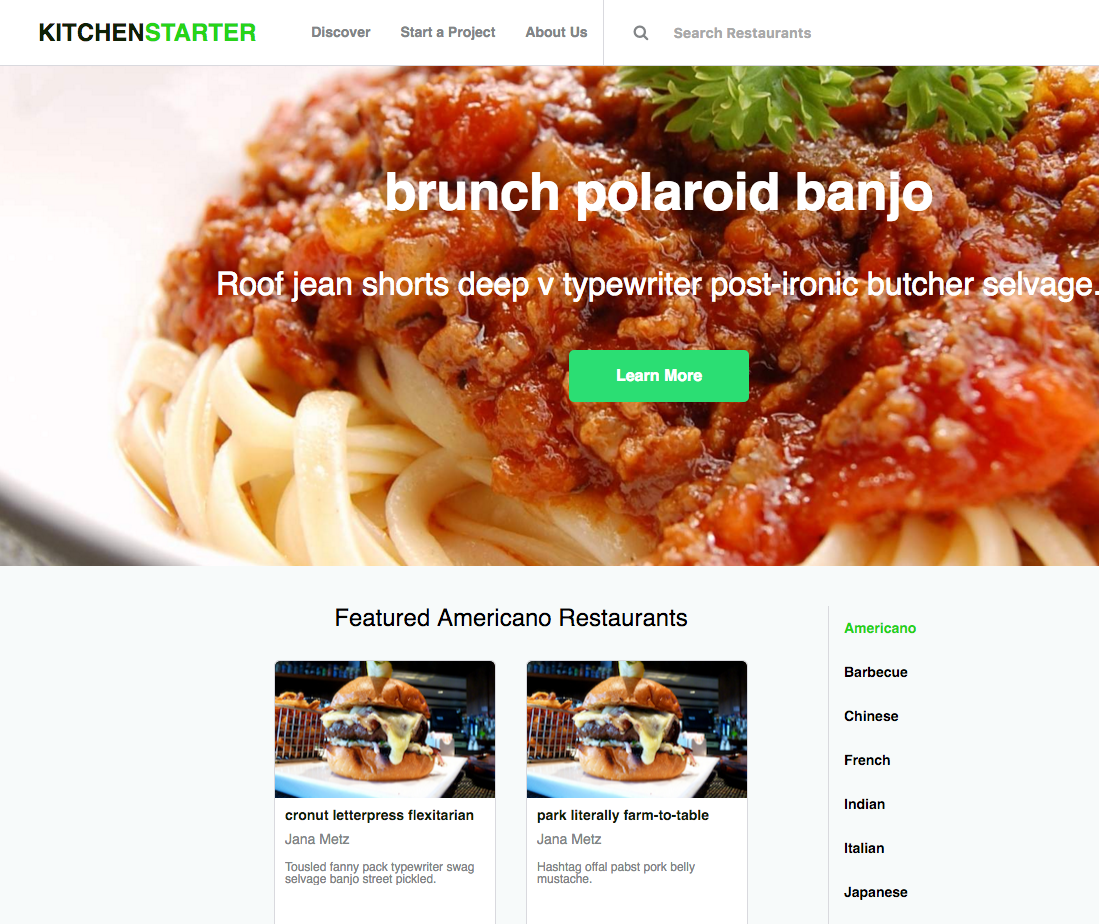 KITCHENSTARTER
Discover
Start a Project
About Us
Search Restaurants
brunch polaroid banjo
Roof jean shorts deep v typewriter post-ironic butcher selvage.
Learn More
Featured Americano Restaurants
cronut letterpress flexitarian
Jana Metz
Tousled fanny pack typewriter swag
selvage banjo street pickled.
park literally farm-to-table
Jana Metz
Hashtag offal pabst pork belly
mustache.
Americano
Barbecue
Chinese
French
Indian
Italian
Japanese